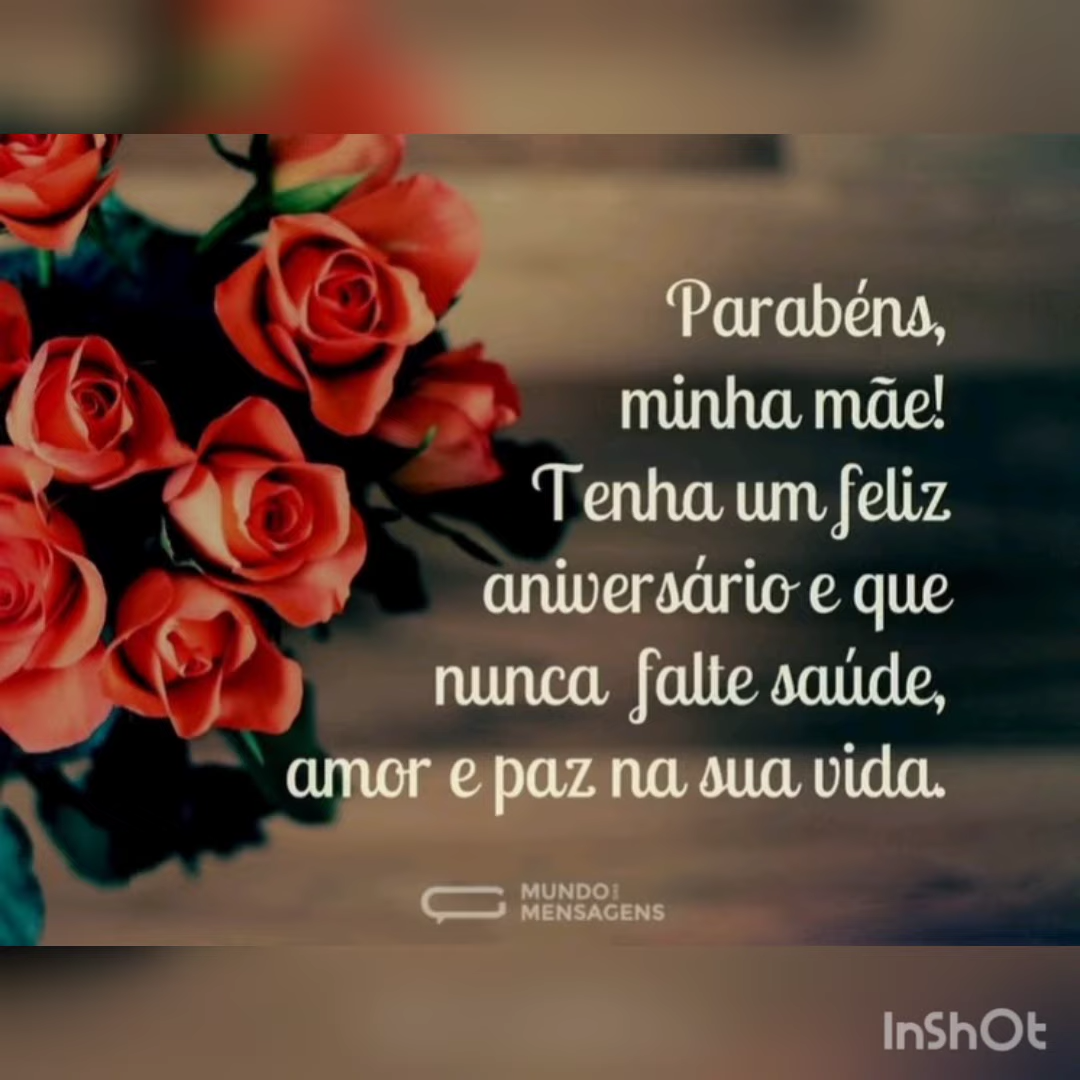 Parabéns,
minha mãe!
Tenha um feliz
aniversário e que
nunca falte saúde,
amor e paz na sua vida.
MUNDO DAS
MENSAGENS
InShOt